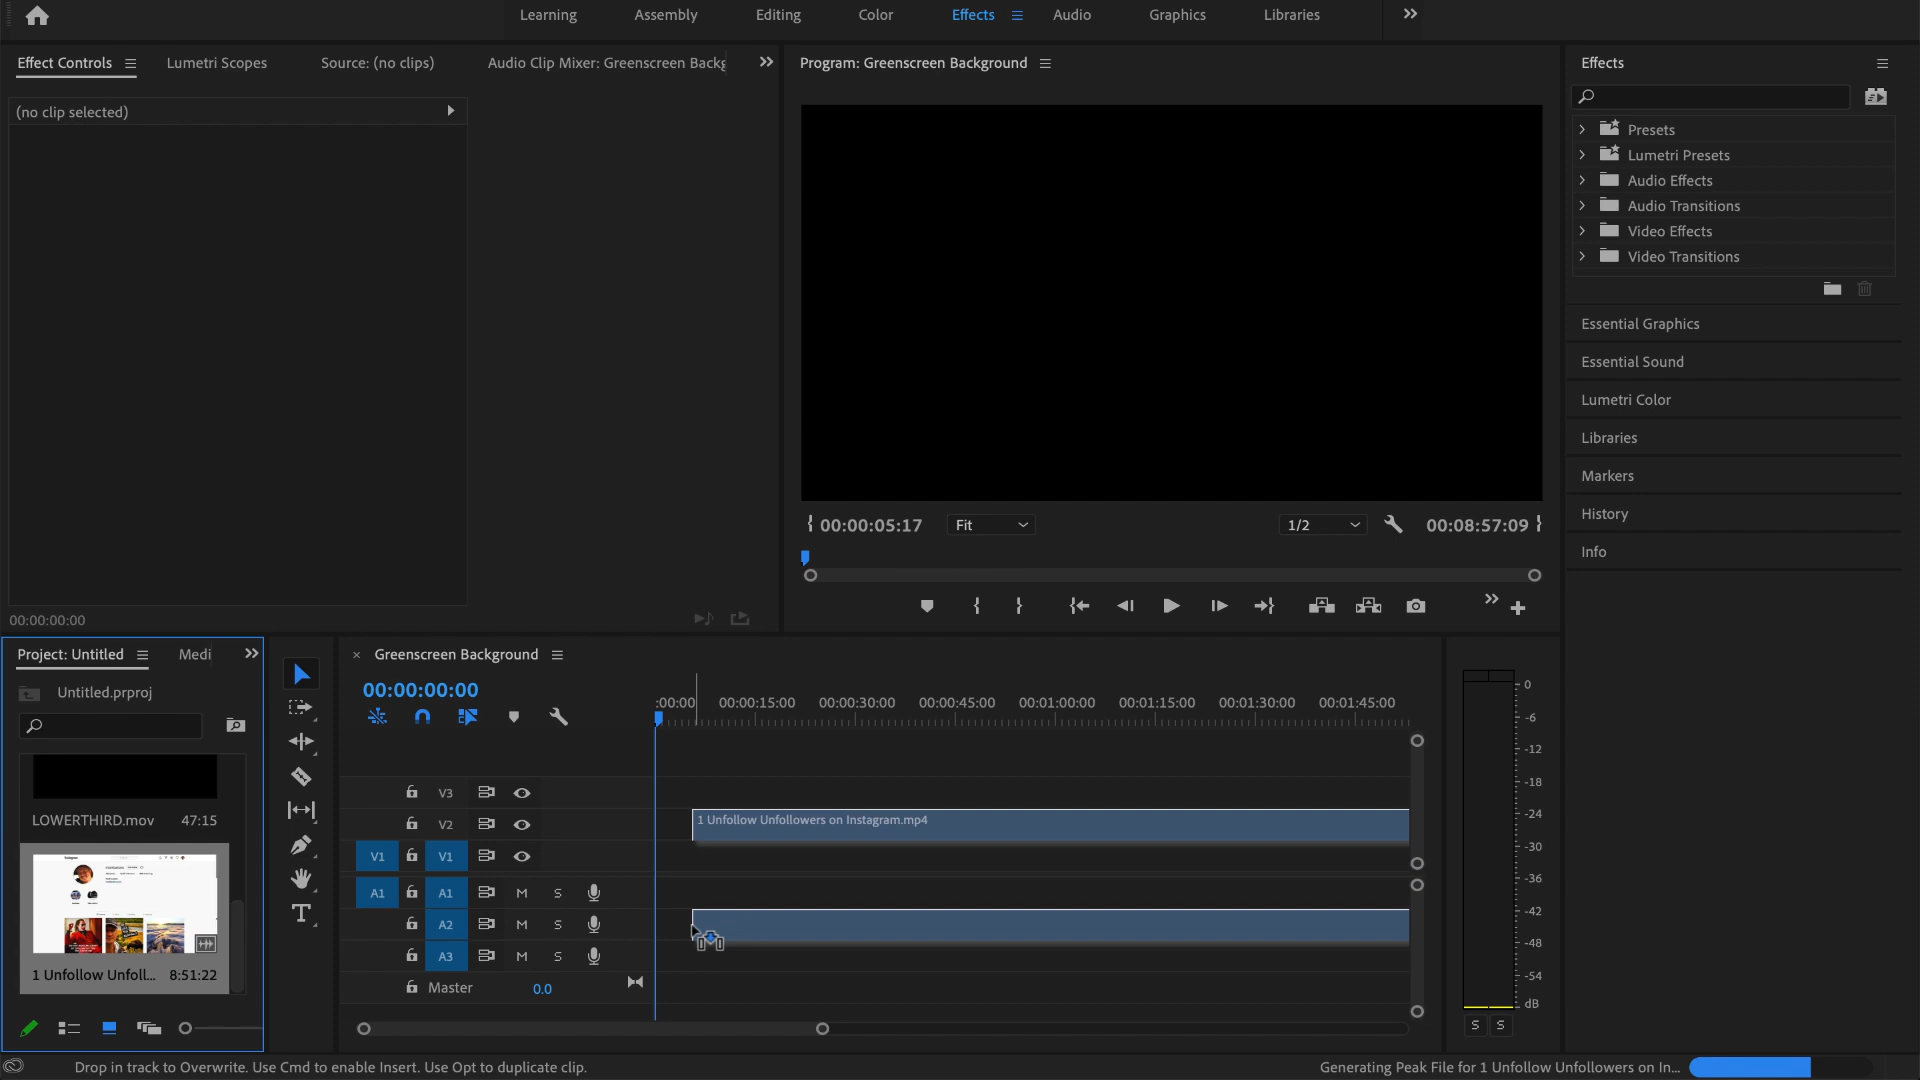 Learning Assembly Editing Color Effects Audio Graphics Libraries
Effect Controls Lumetri Scopes Source: (no clips) Audio Clip Mixer: Greenscreen Backg
(no clip selected)
00:00:00:00
Program: Greenscreen Background
00:00:05:17 Fit 1/2 00:08:57:09
Effects
Presets
Lumetri Presets
Audio Effects
Audio Transitions
Video Effects
Video Transitions
Essential Graphics
Essential Sound
Lumetri Color
Libraries
Markers
History
Info
Project: Untitled Medi
Untitled.prproj
LOWERTHIRD.mov 47:15
1 Unfollow Unfoll... 8:51:22
Greenscreen Background
00:00:00:00
:00:00 00:00:15:00 00:00:30:00 00:00:45:00 00:01:00:00 00:01:15:00 00:01:30:00 00:01:45:00
V3
V2 1 Unfollow Unfollowers on Instagram.mp4
V1 V1
A1 A1 M S
A2 M S
A3 M S
Master 0.0
0
-6
-12
-18
-24
-30
-36
-42
-48
-54
dB
S S
Drop in track to Overwrite. Use Cmd to enable Insert. Use Opt to duplicate clip.
Generating Peak File for 1 Unfollow Unfollowers on In...